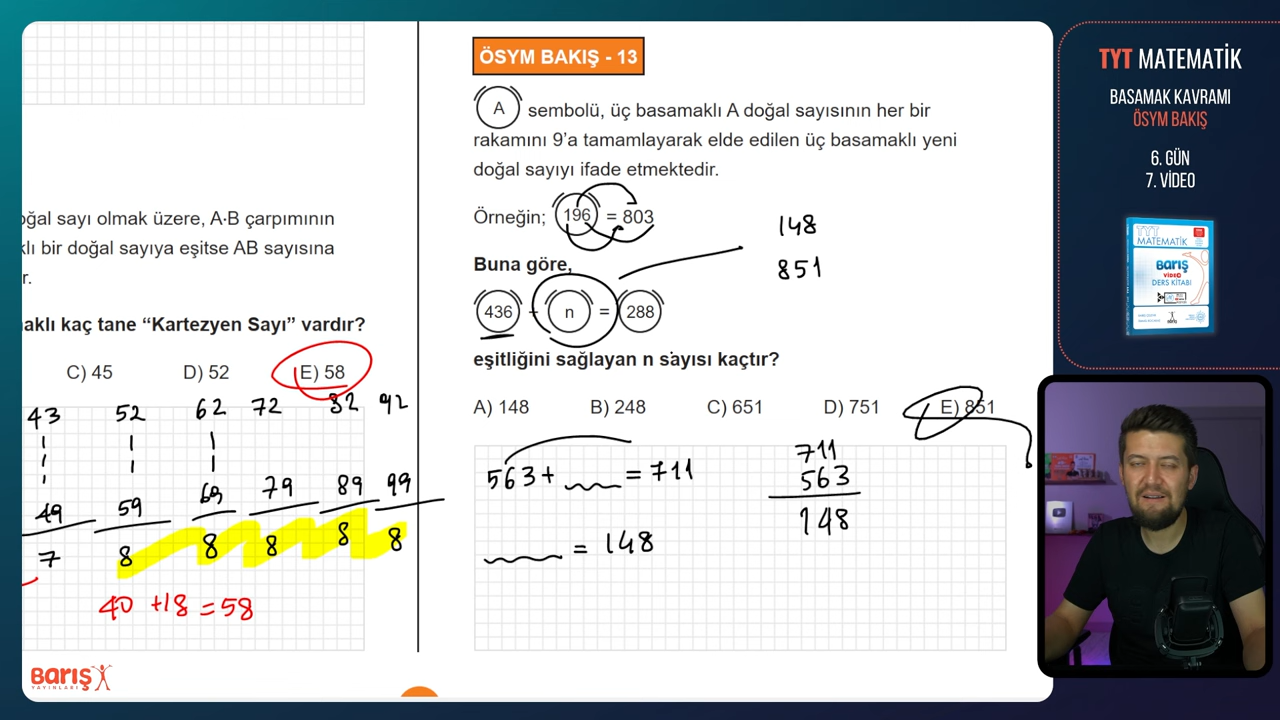 oğal sayı olmak üzere, A·B çarpımının
klı bir doğal sayıya eşitse AB sayısına
r.
aklı kaç tane “Kartezyen Sayı” vardır?
C) 45 D) 52 E) 58
43 52 62 72 82 92
49 59 69 79 89 99
7 8 8 8 8 8
40 +18 = 58
BARIŞ
YAYINLARI
ÖSYM BAKIŞ - 13
A sembolü, üç basamaklı A doğal sayısının her bir
rakamını 9’a tamamlayarak elde edilen üç basamaklı yeni
doğal sayıyı ifade etmektedir.
Örneğin; 196 = 803
148
851
Buna göre,
436 + n = 288
eşitliğini sağlayan n sayısı kaçtır?
A) 148 B) 248 C) 651 D) 751 E) 851
563 + = 711
= 148
711
563
148
TYT MATEMATİK
BASAMAK KAVRAMI
ÖSYM BAKIŞ
6. GÜN
7. VİDEO
TYT
MATEMATİK
BARIŞ
VİDEO
DERS KİTABI